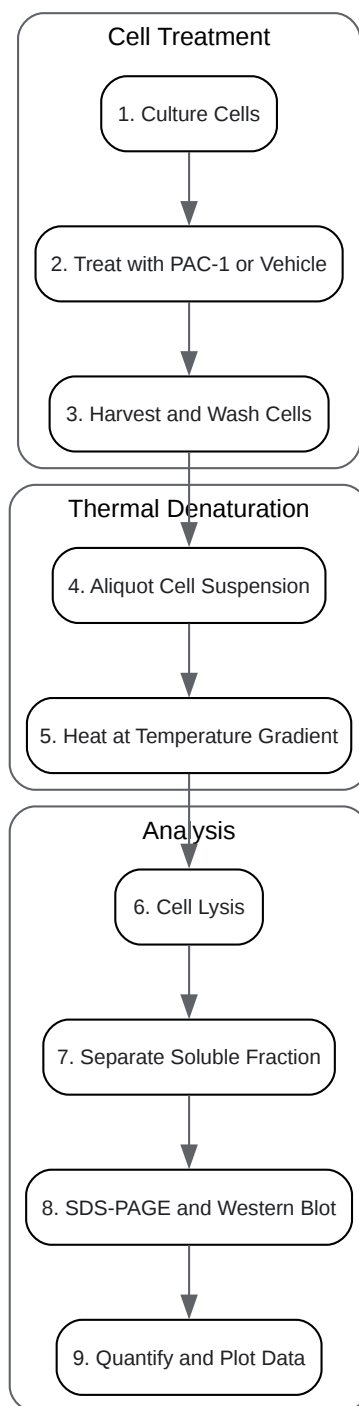 Cell Treatment
1. Culture Cells
2. Treat with PAC-1 or Vehicle
3. Harvest and Wash Cells
Thermal Denaturation
4. Aliquot Cell Suspension
5. Heat at Temperature Gradient
Analysis
6. Cell Lysis
7. Separate Soluble Fraction
8. SDS-PAGE and Western Blot
9. Quantify and Plot Data